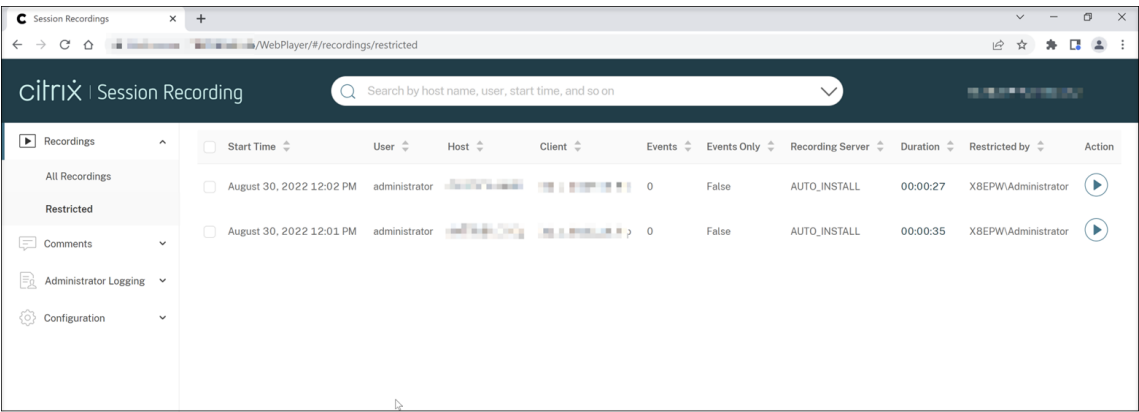 Session Recordings
/WebPlayer/#/recordings/restricted
citrix | Session Recording
Search by host name, user, start time, and so on
Recordings
All Recordings
Restricted
Comments
Administrator Logging
Configuration
Start Time User Host Client Events Events Only Recording Server Duration Restricted by Action
August 30, 2022 12:02 PM administrator 0 False AUTO_INSTALL 00:00:27 X8EPW\Administrator
August 30, 2022 12:01 PM administrator 0 False AUTO_INSTALL 00:00:35 X8EPW\Administrator